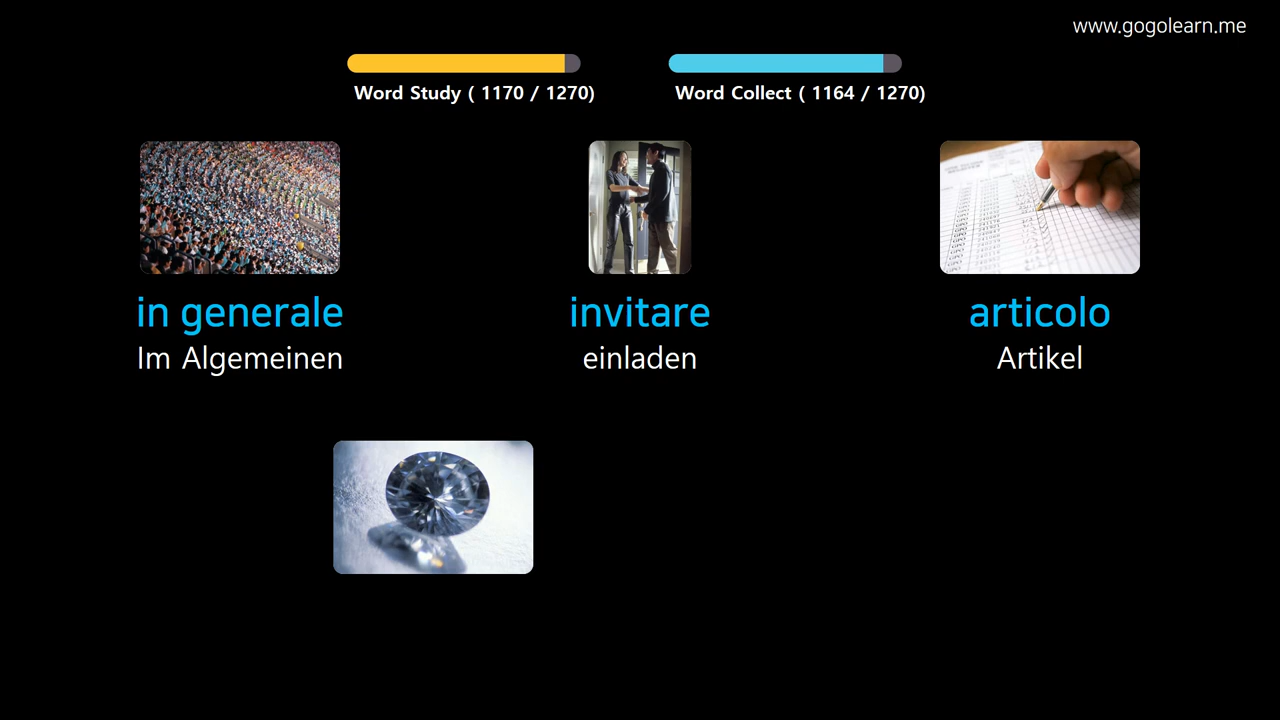 www.gogolearn.me
Word Study ( 1170 / 1270)
Word Collect ( 1164 / 1270)
in generale
Im Algemeinen
invitare
einladen
articolo
Artikel